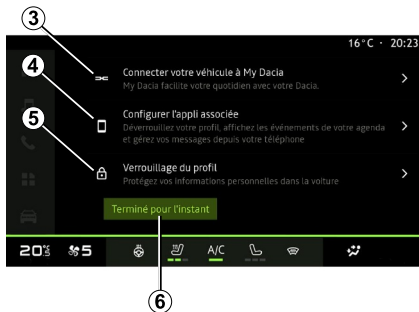 3
16°C · 20:23
4
Connecter votre véhicule à My Dacia
My Dacia facilite votre quotidien avec votre Dacia.
Configurer l'appli associée
Déverrouillez votre profil, affichez les événements de votre agenda
et gérez vos messages depuis votre téléphone
5
Verrouillage du profil
Protégez vos informations personnelles dans la voiture
Terminé pour l'instant
20.5 5 A/C
6